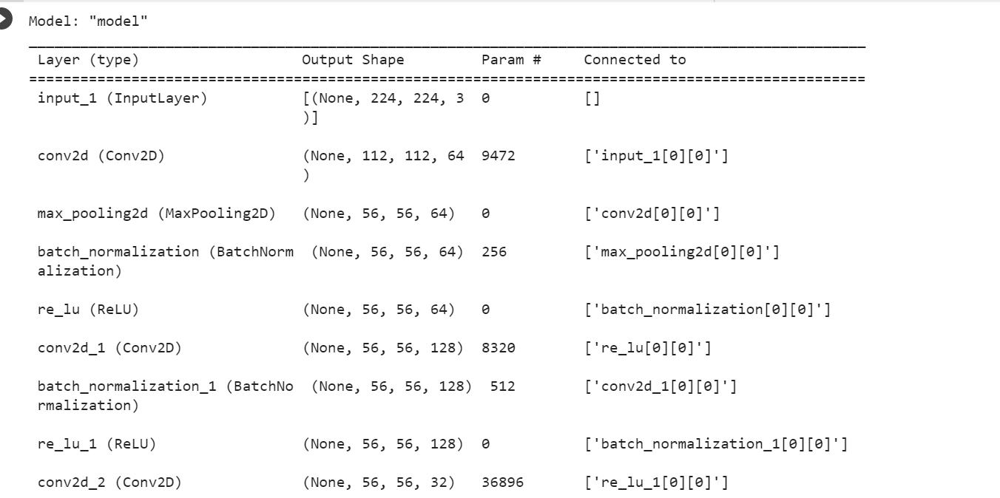 Model: "model"
Layer (type) Output Shape Param # Connected to
input_1 (InputLayer) [(None, 224, 224, 3 0 []
)]
conv2d (Conv2D) (None, 112, 112, 64 9472 ['input_1[0][0]']
)
max_pooling2d (MaxPooling2D) (None, 56, 56, 64) 0 ['conv2d[0][0]']
batch_normalization (BatchNorm (None, 56, 56, 64) 256 ['max_pooling2d[0][0]']
alization)
re_lu (ReLU) (None, 56, 56, 64) 0 ['batch_normalization[0][0]']
conv2d_1 (Conv2D) (None, 56, 56, 128) 8320 ['re_lu[0][0]']
batch_normalization_1 (BatchNo (None, 56, 56, 128) 512 ['conv2d_1[0][0]']
rmalization)
re_lu_1 (ReLU) (None, 56, 56, 128) 0 ['batch_normalization_1[0][0]']
conv2d_2 (Conv2D) (None, 56, 56, 32) 36896 ['re_lu_1[0][0]']